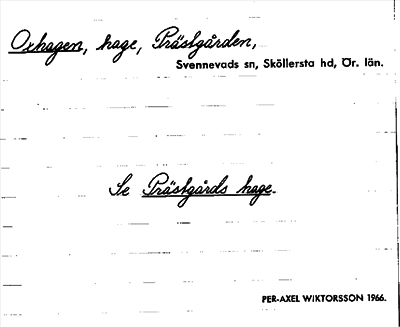 Oxhagen, hage, Prästgården,
Svennevads sn, Sköllersta hd, Ör. län.
Se Prästgårds hage.
PER-AXEL WIKTORSSON 1966.